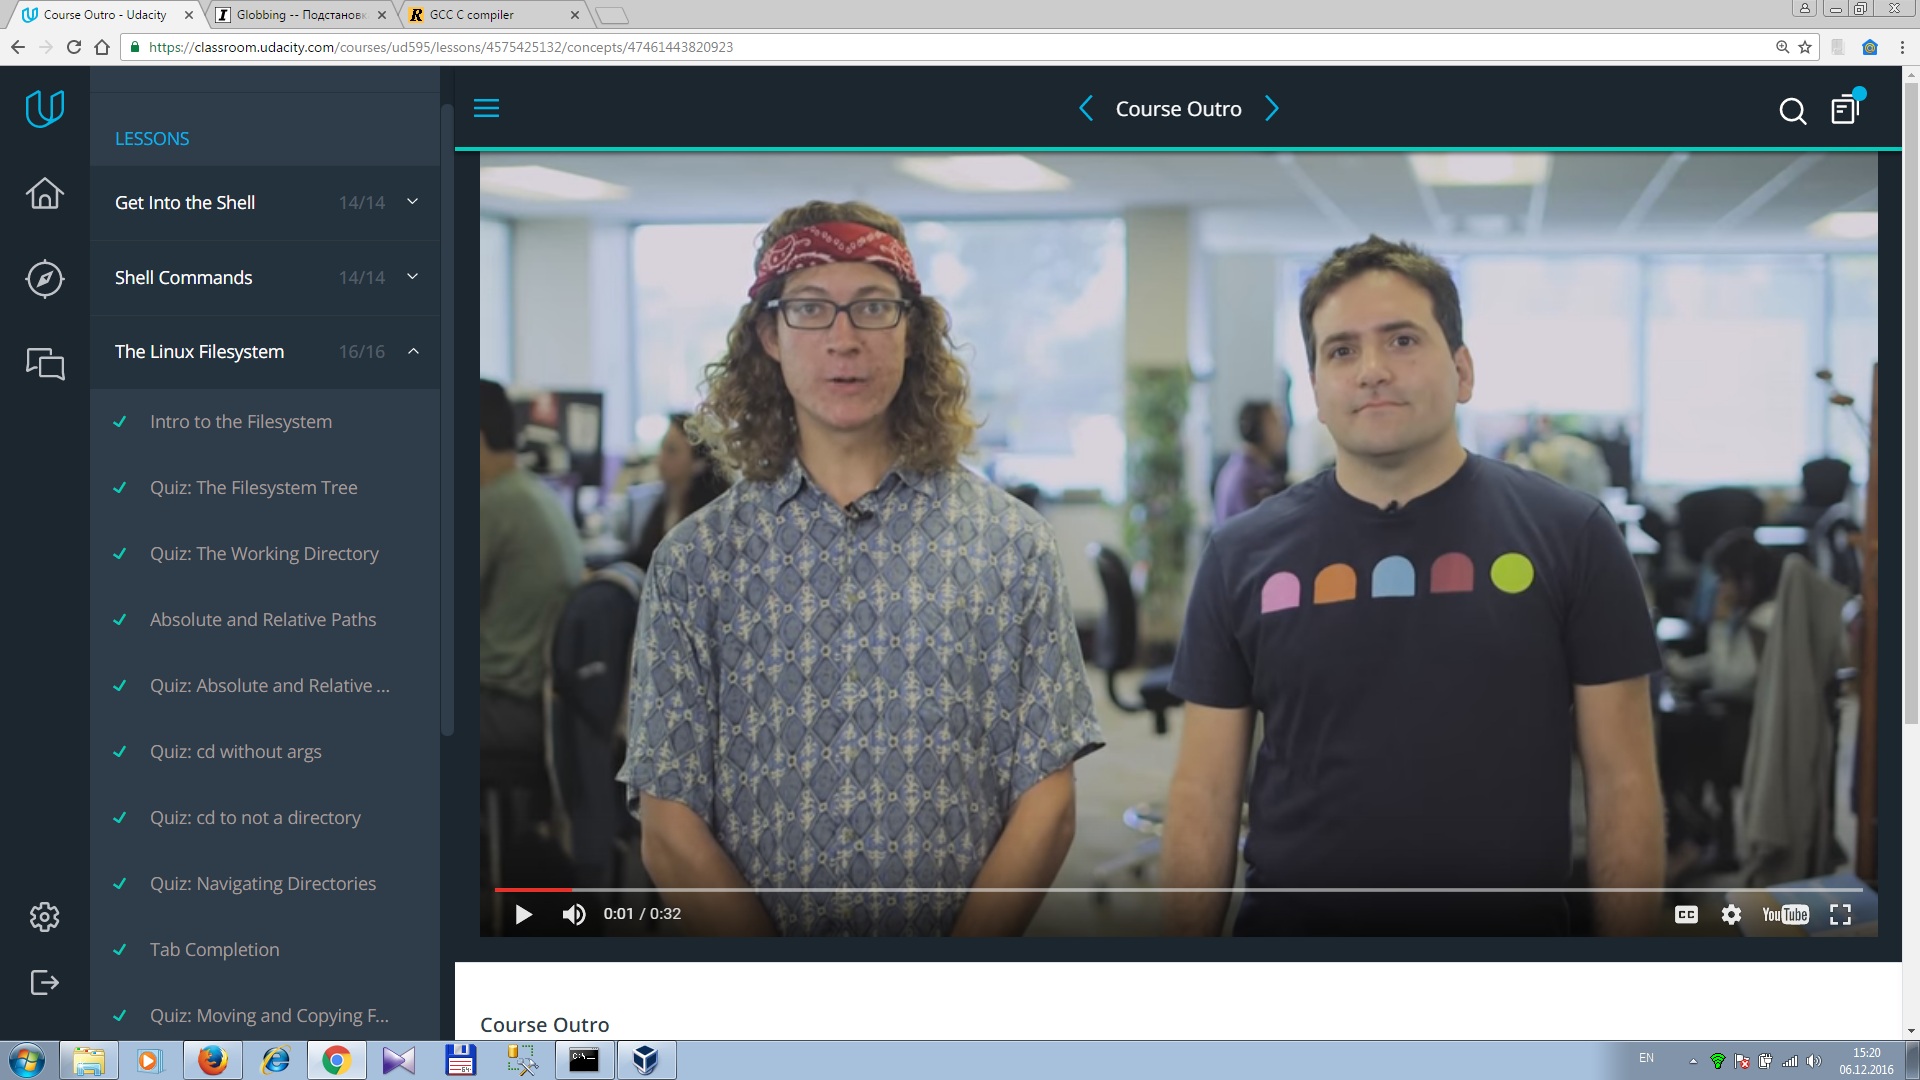 Course Outro - Udacity
Globbing -- Подстановк
GCC C compiler
https://classroom.udacity.com/courses/ud595/lessons/4575425132/concepts/47461443820923
LESSONS
Get Into the Shell 14/14
Shell Commands 14/14
The Linux Filesystem 16/16
Intro to the Filesystem
Quiz: The Filesystem Tree
Quiz: The Working Directory
Absolute and Relative Paths
Quiz: Absolute and Relative ...
Quiz: cd without args
Quiz: cd to not a directory
Quiz: Navigating Directories
Tab Completion
Quiz: Moving and Copying F...
Course Outro
0:01 / 0:32
CC
YouTube
Course Outro
EN
15:20
06.12.2016